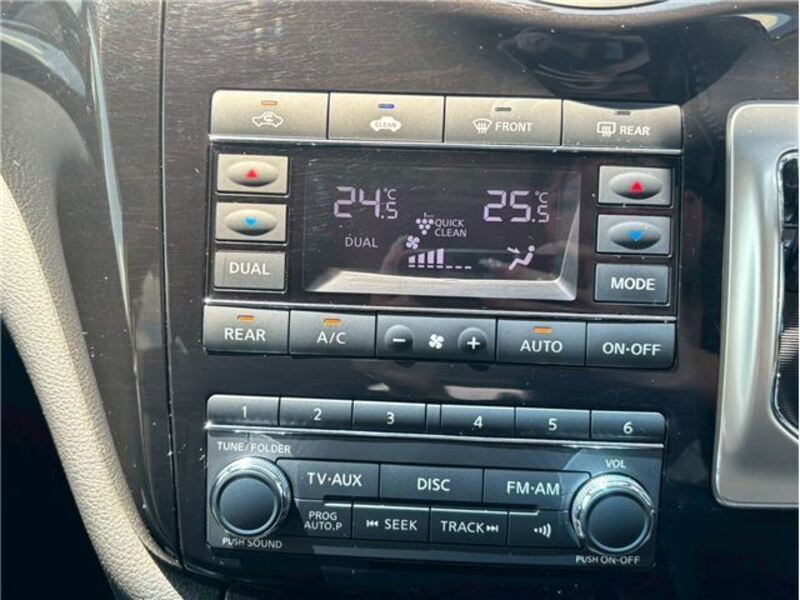 CLEAN FRONT REAR
24.5°C 25.5°C
QUICK
CLEAN
DUAL
DUAL MODE
REAR A/C − + AUTO ON·OFF
1 2 3 4 5 6
TUNE/FOLDER VOL
TV·AUX DISC FM·AM
PROG
AUTO.P
SEEK TRACK
PUSH SOUND PUSH ON·OFF